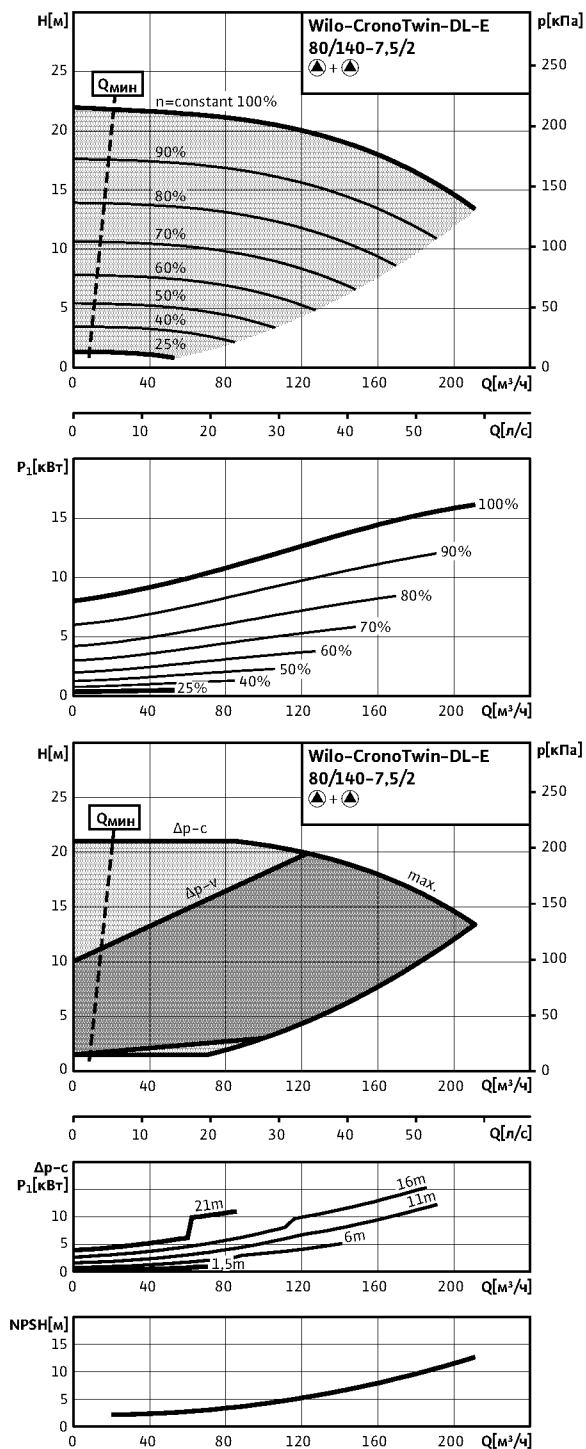 H[м]
Wilo-CronoTwin-DL-E
80/140-7,5/2
+
p[кПа]
25
250
Qмин
n=constant 100%
20
200
90%
15
150
80%
70%
10
100
60%
50%
5
50
40%
25%
0
0
0 40 80 120 160 200 Q[м³/ч]
0 10 20 30 40 50 Q[л/с]
P₁[кВт]
15
100%
90%
10
80%
70%
5
60%
50%
40%
25%
0
0 40 80 120 160 200 Q[м³/ч]
H[м]
Wilo-CronoTwin-DL-E
80/140-7,5/2
+
p[кПа]
25
250
Qмин
Δp-c
20
200
max.
Δp-v
15
150
10
100
5
50
0
0
0 40 80 120 160 200 Q[м³/ч]
0 10 20 30 40 50 Q[л/с]
Δp-c
P₁[кВт]
21m
16m
11m
10
6m
5
1,5m
0
0 40 80 120 160 200 Q[м³/ч]
NPSH[м]
15
10
5
0
0 40 80 120 160 200 Q[м³/ч]